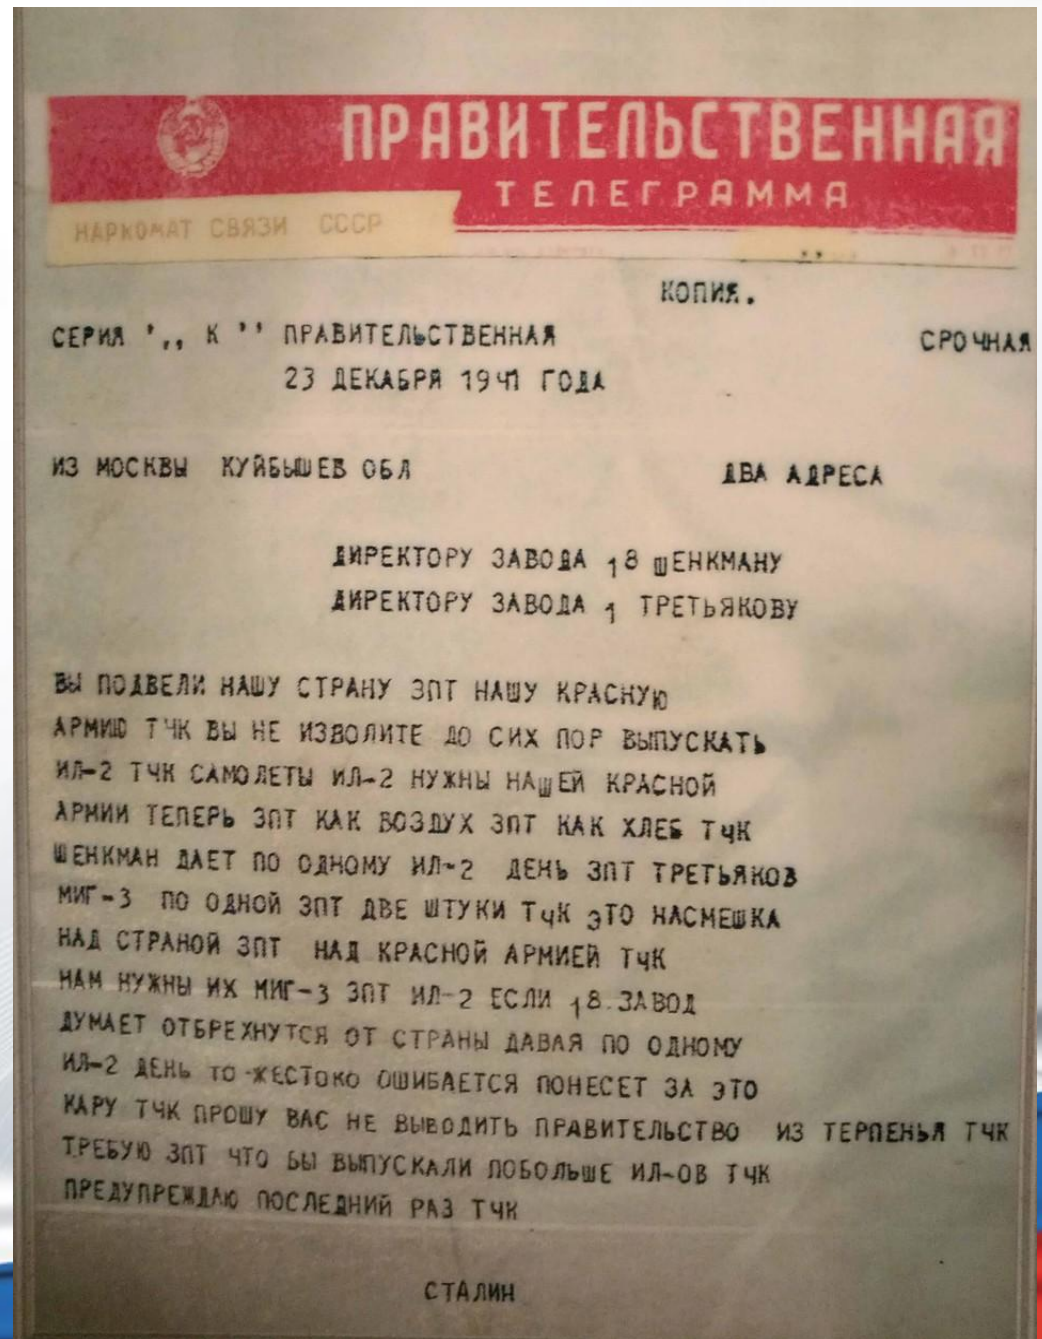 ПРАВИТЕЛЬСТВЕННАЯ
ТЕЛЕГРАММА
НАРКОМАТ СВЯЗИ СССР
КОПИЯ.
СЕРИЯ ',, К '' ПРАВИТЕЛЬСТВЕННАЯ СРОЧНАЯ
23 ДЕКАБРЯ 1941 ГОДА
ИЗ МОСКВЫ КУЙБЫШЕВ ОБЛ ДВА АДРЕСА
ДИРЕКТОРУ ЗАВОДА 18 ШЕНКМАНУ
ДИРЕКТОРУ ЗАВОДА 1 ТРЕТЬЯКОВУ
ВЫ ПОДВЕЛИ НАШУ СТРАНУ ЗПТ НАШУ КРАСНУЮ
АРМИЮ ТЧК ВЫ НЕ ИЗВОЛИТЕ ДО СИХ ПОР ВЫПУСКАТЬ
ИЛ-2 ТЧК САМОЛЕТЫ ИЛ-2 НУЖНЫ НАШЕЙ КРАСНОЙ
АРМИИ ТЕПЕРЬ ЗПТ КАК ВОЗДУХ ЗПТ КАК ХЛЕБ ТЧК
ШЕНКМАН ДАЕТ ПО ОДНОМУ ИЛ-2 ДЕНЬ ЗПТ ТРЕТЬЯКОВ
МИГ-3 ПО ОДНОЙ ЗПТ ДВЕ ШТУКИ ТЧК ЭТО НАСМЕШКА
НАД СТРАНОЙ ЗПТ НАД КРАСНОЙ АРМИЕЙ ТЧК
НАМ НУЖНЫ ИХ МИГ-3 ЗПТ ИЛ-2 ЕСЛИ 18.ЗАВОД
ДУМАЕТ ОТБРЕХНУТСЯ ОТ СТРАНЫ ДАВАЯ ПО ОДНОМУ
ИЛ-2 ДЕНЬ ТО ЖЕСТОКО ОШИБАЕТСЯ ПОНЕСЕТ ЗА ЭТО
КАРУ ТЧК ПРОШУ ВАС НЕ ВЫВОДИТЬ ПРАВИТЕЛЬСТВО ИЗ ТЕРПЕНЬЯ ТЧК
ТРЕБУЮ ЗПТ ЧТО БЫ ВЫПУСКАЛИ ПОБОЛЬШЕ ИЛ-ОВ ТЧК
ПРЕДУПРЕЖДАЮ ПОСЛЕДНИЙ РАЗ ТЧК
СТАЛИН